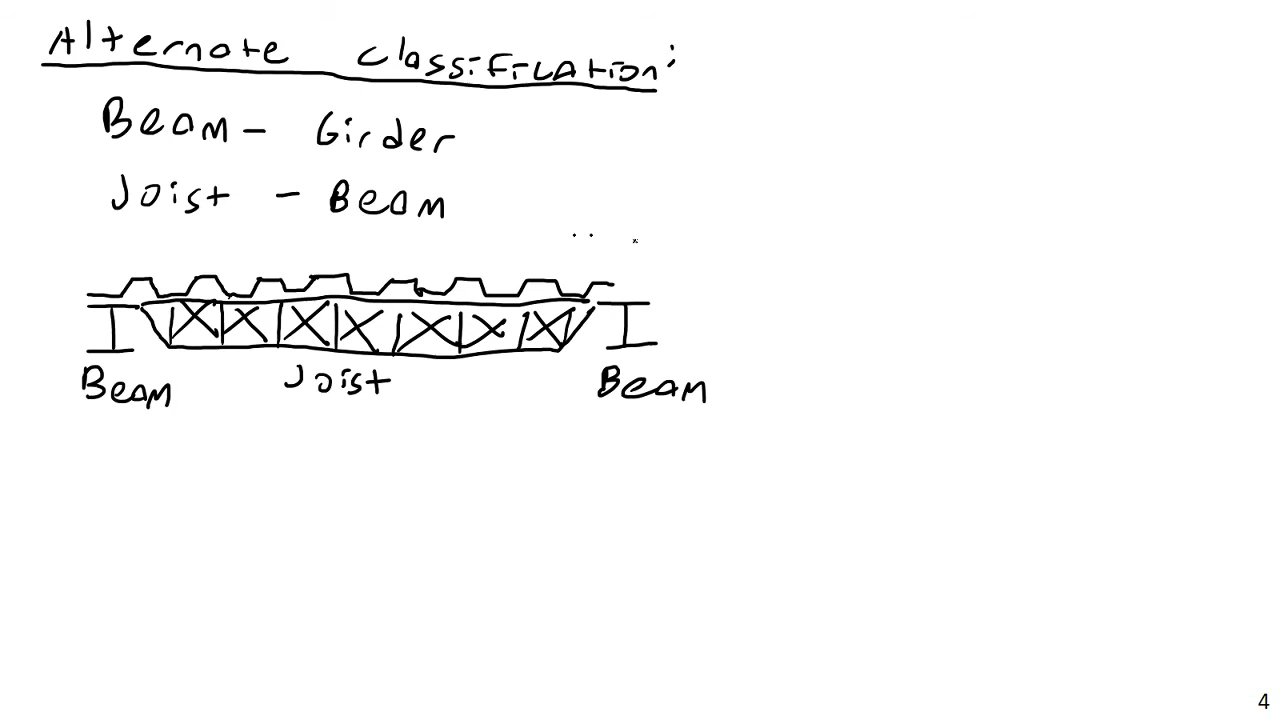 Alternate Classification:
Beam - Girder
Joist - Beam
Beam Joist Beam
4